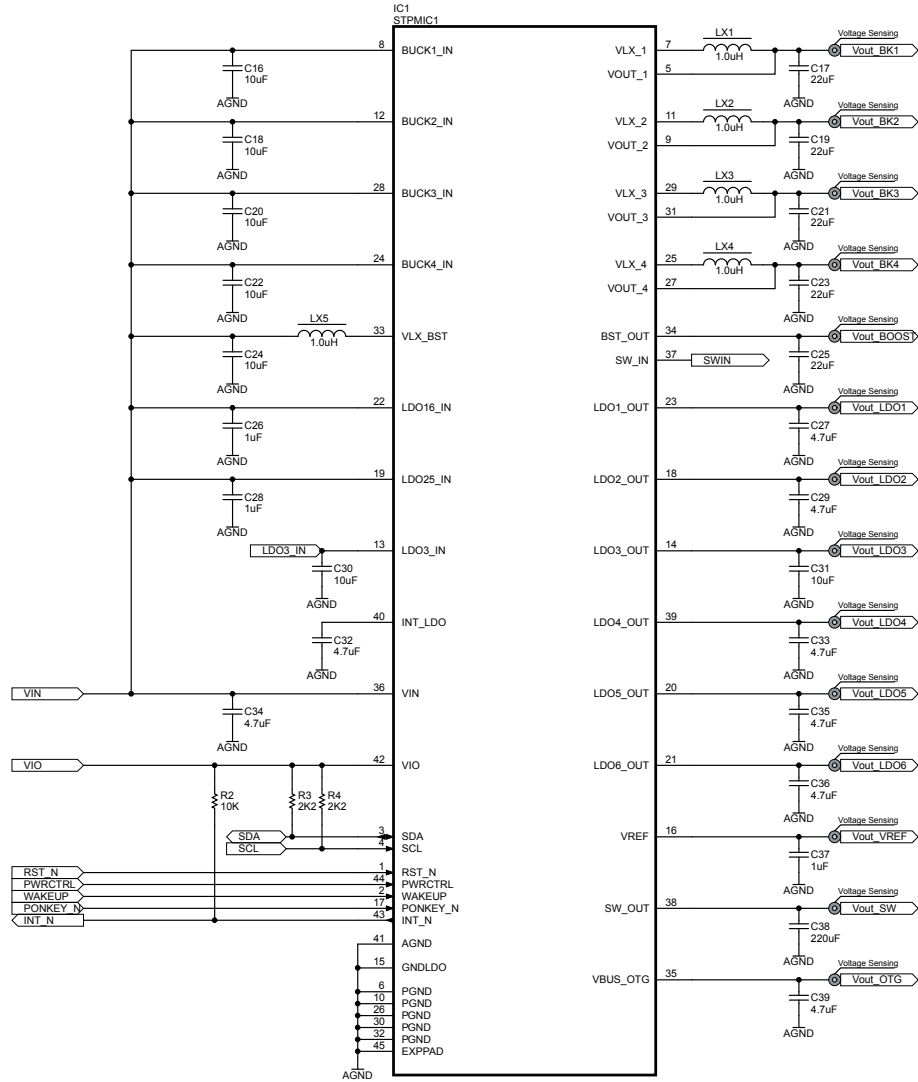 IC1
STPMIC1
8 BUCK1_IN
C16
10uF
AGND
12 BUCK2_IN
C18
10uF
AGND
28 BUCK3_IN
C20
10uF
AGND
24 BUCK4_IN
C22
10uF
AGND
LX5
1.0uH
33 VLX_BST
C24
10uF
AGND
22 LDO16_IN
C26
1uF
AGND
19 LDO25_IN
C28
1uF
AGND
LDO3_IN
13 LDO3_IN
C30
10uF
AGND
40 INT_LDO
C32
4.7uF
AGND
VIN
36 VIN
C34
4.7uF
AGND
VIO
42 VIO
R2
10K
R3
2K2
R4
2K2
SDA 3 SDA
SCL 4 SCL
RST_N 1 RST_N
PWRCTRL 44 PWRCTRL
WAKEUP 2 WAKEUP
PONKEY_N 17 PONKEY_N
INT_N 43 INT_N
41 AGND
15 GNDLDO
6 PGND
10 PGND
26 PGND
30 PGND
32 PGND
45 EXPPAD
AGND
VLX_1 7
LX1
1.0uH
VOUT_1 5
Voltage Sensing
Vout_BK1
C17
22uF
AGND
VLX_2 11
LX2
1.0uH
VOUT_2 9
Voltage Sensing
Vout_BK2
C19
22uF
AGND
VLX_3 29
LX3
1.0uH
VOUT_3 31
Voltage Sensing
Vout_BK3
C21
22uF
AGND
VLX_4 25
LX4
1.0uH
VOUT_4 27
Voltage Sensing
Vout_BK4
C23
22uF
AGND
BST_OUT 34
Voltage Sensing
Vout_BOOST
C25
22uF
AGND
SW_IN 37 SWIN
LDO1_OUT 23
Voltage Sensing
Vout_LDO1
C27
4.7uF
AGND
LDO2_OUT 18
Voltage Sensing
Vout_LDO2
C29
4.7uF
AGND
LDO3_OUT 14
Voltage Sensing
Vout_LDO3
C31
10uF
AGND
LDO4_OUT 39
Voltage Sensing
Vout_LDO4
C33
4.7uF
AGND
LDO5_OUT 20
Voltage Sensing
Vout_LDO5
C35
4.7uF
AGND
LDO6_OUT 21
Voltage Sensing
Vout_LDO6
C36
4.7uF
AGND
VREF 16
Voltage Sensing
Vout_VREF
C37
1uF
AGND
SW_OUT 38
Voltage Sensing
Vout_SW
C38
220uF
AGND
VBUS_OTG 35
Voltage Sensing
Vout_OTG
C39
4.7uF
AGND